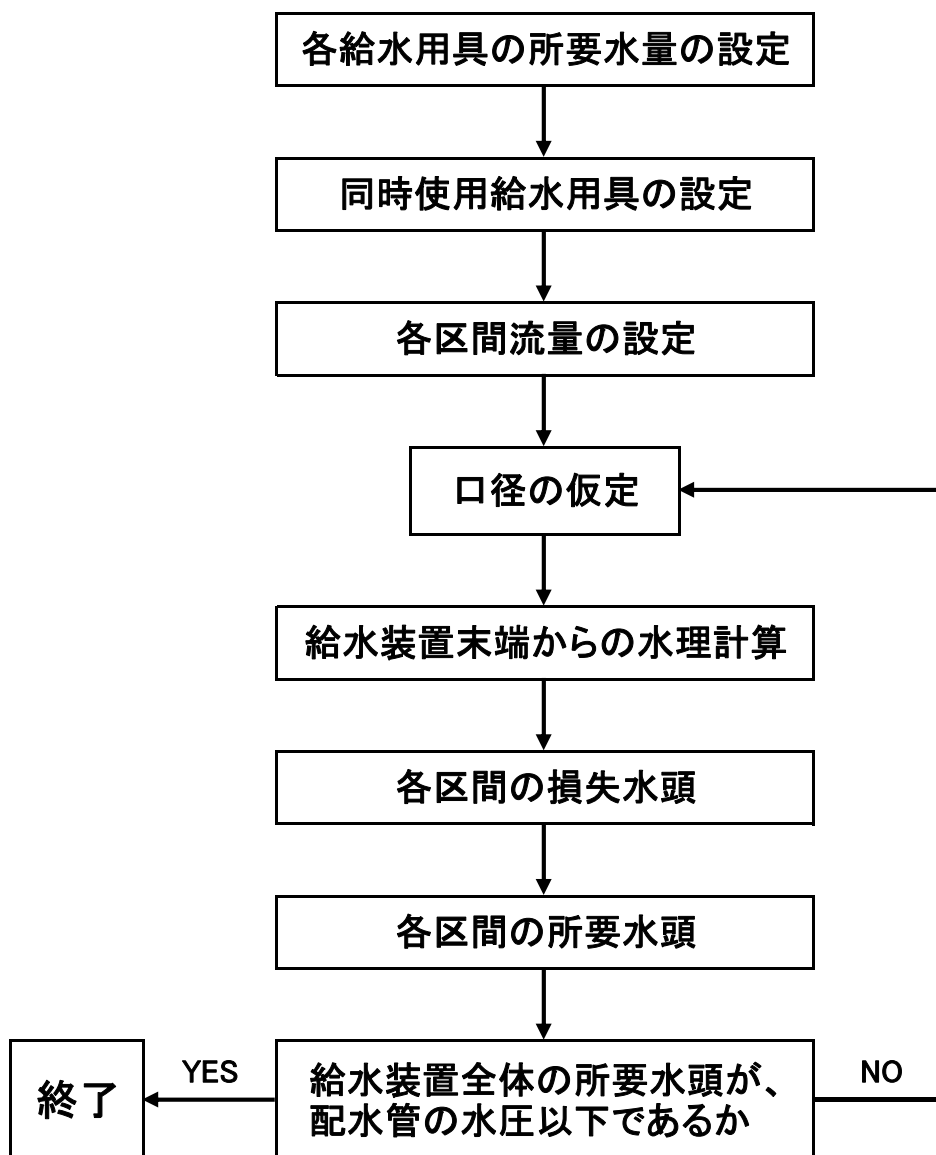 各給水用具の所要水量の設定
同時使用給水用具の設定
各区間流量の設定
口径の仮定
給水装置末端からの水理計算
各区間の損失水頭
各区間の所要水頭
給水装置全体の所要水頭が、
配水管の水圧以下であるか
YES
NO
終了